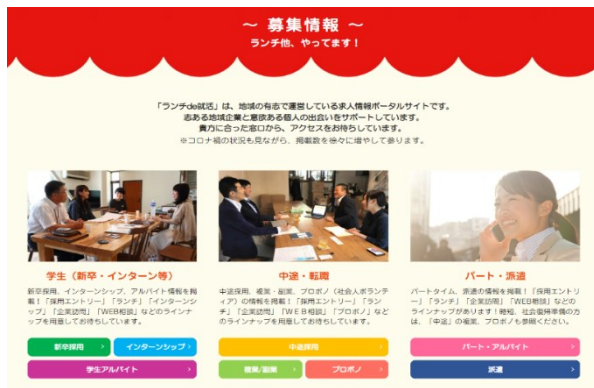 ～ 募集情報 ～
ランチ他、やってます！
「ランチde就活」は、地域の有志で運営している求人情報ポータルサイトです。
志ある地域企業と意欲ある個人の出会いをサポートしています。
貴方に合った窓口から、アクセスをお待ちしています。
※コロナ禍の状況も見ながら、掲載数を徐々に増やして参ります。
学生（新卒・インターン等）
新卒採用、インターンシップ、アルバイト情報を掲
載！「採用エントリー」「ランチ」「インターンシ
ップ」「企業訪問」「WEB相談」などのラインナ
ップを用意してお待ちしています。
新卒採用 ›
インターンシップ ›
学生アルバイト ›
中途・転職
中途採用、複業・副業、プロボノ（社会人ボランテ
ィア）の情報を掲載！「採用エントリー」「ラン
チ」「企業訪問」「WEB相談」「プロボノ」など
のラインナップを用意してお待ちしています。
中途採用 ›
複業/副業 ›
プロボノ ›
パート・派遣
パートタイム、派遣の情報を掲載！「採用エントリ
ー」「ランチ」「企業訪問」「WEB相談」などの
ラインナップがあります！時短、社会復帰準備の方
は、「中途」の複業、プロボノも参照ください。
パート・アルバイト ›
派遣 ›